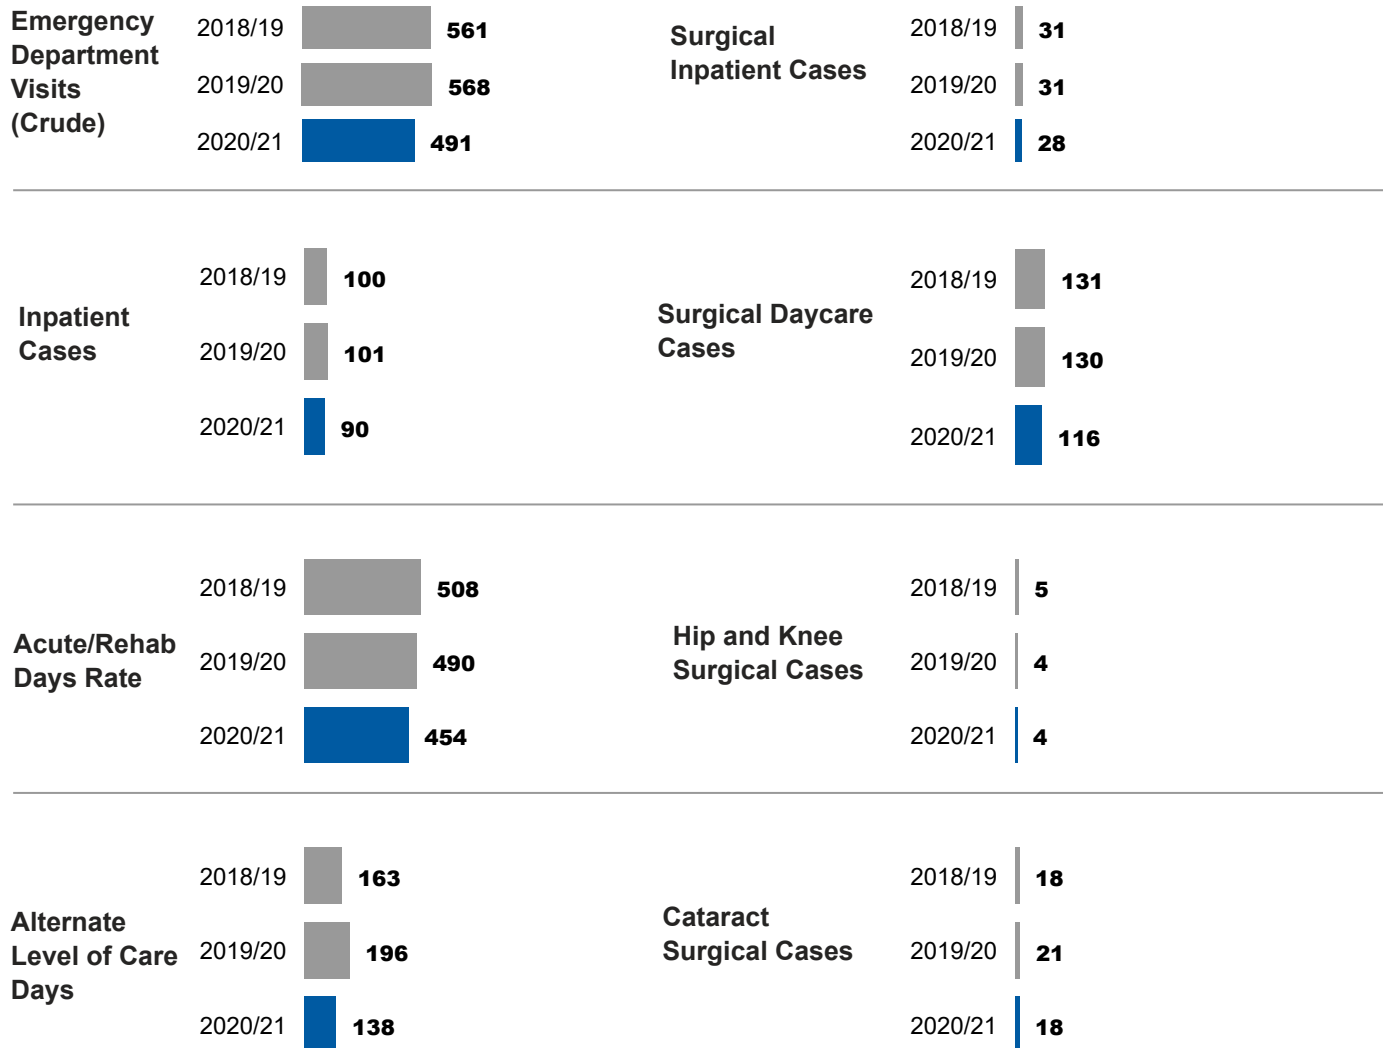 Emergency
Department
Visits
(Crude)
2018/19 561
2019/20 568
2020/21 491
Surgical
Inpatient Cases
2018/19 31
2019/20 31
2020/21 28
Inpatient
Cases
2018/19 100
2019/20 101
2020/21 90
Surgical Daycare
Cases
2018/19 131
2019/20 130
2020/21 116
Acute/Rehab
Days Rate
2018/19 508
2019/20 490
2020/21 454
Hip and Knee
Surgical Cases
2018/19 5
2019/20 4
2020/21 4
Alternate
Level of Care
Days
2018/19 163
2019/20 196
2020/21 138
Cataract
Surgical Cases
2018/19 18
2019/20 21
2020/21 18